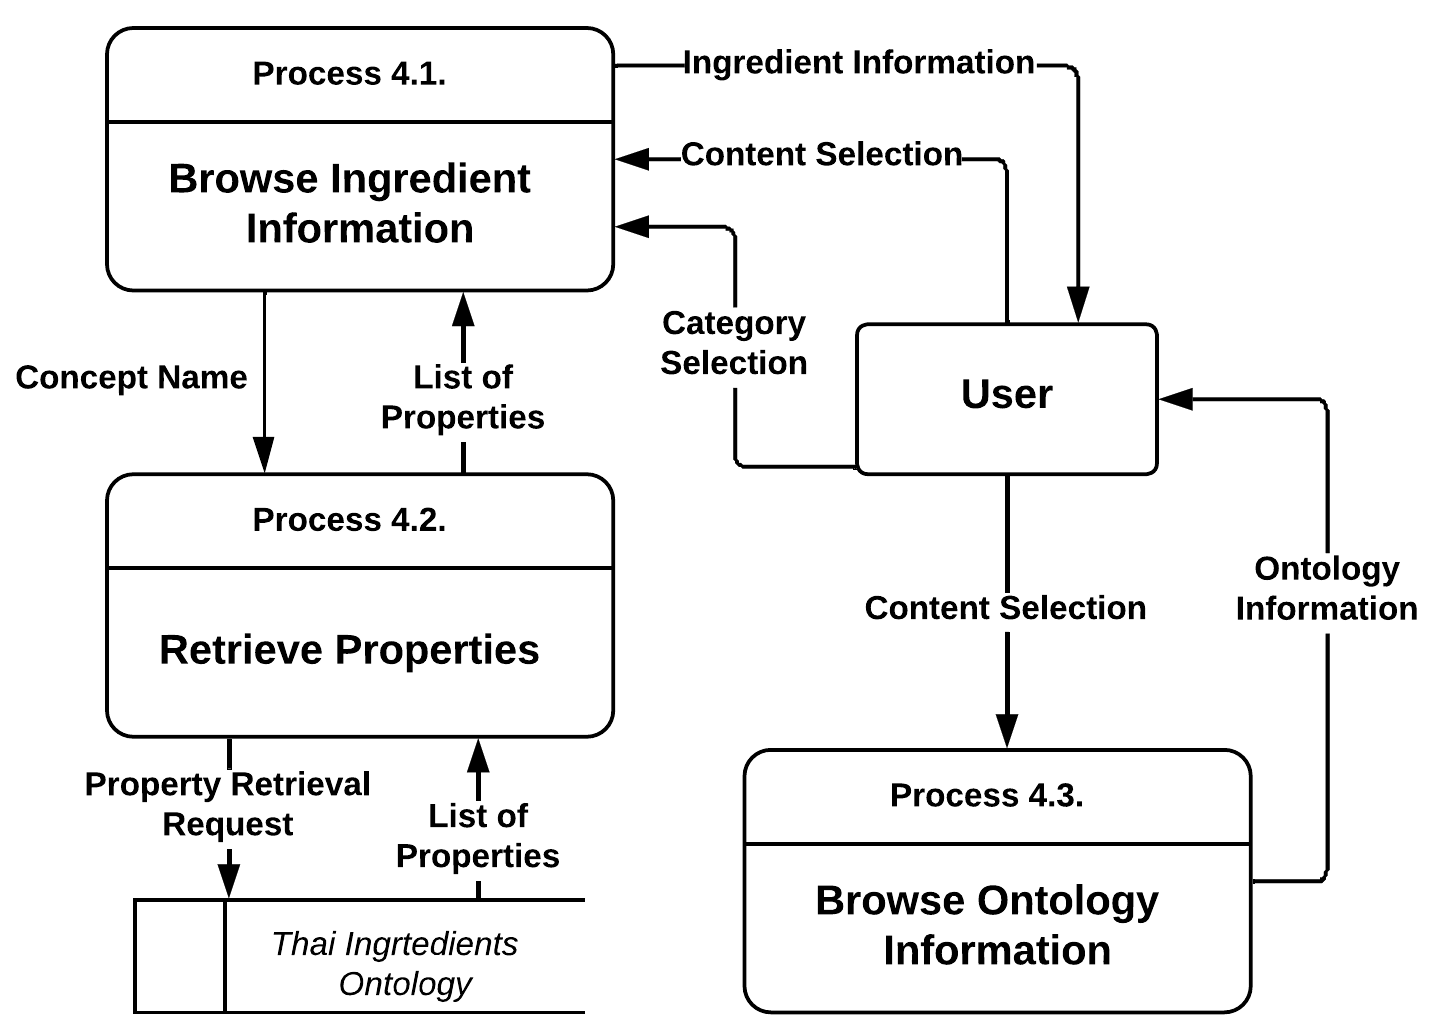 Process 4.1.
Browse Ingredient
Information
Ingredient Information
Content Selection
Category
Selection
Concept Name
List of
Properties
User
Process 4.2.
Retrieve Properties
Content Selection
Ontology
Information
Property Retrieval
Request
List of
Properties
Process 4.3.
Browse Ontology
Information
Thai Ingrtedients
Ontology